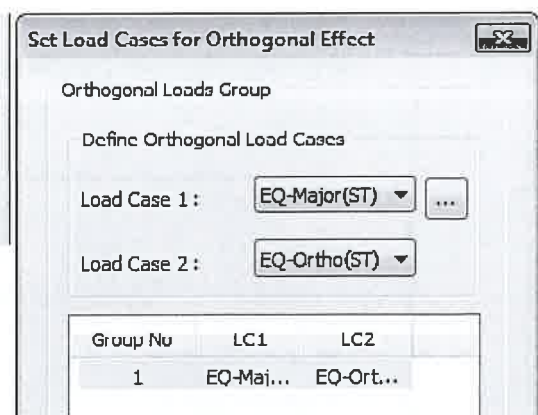 Set Load Cases for Orthogonal Effect
Orthogonal Loads Group
Define Orthogonal Load Cases
Load Case 1 : EQ-Major(ST) ...
Load Case 2 : EQ-Ortho(ST)
Group No LC1 LC2
1 EQ-Maj... EQ-Ort...